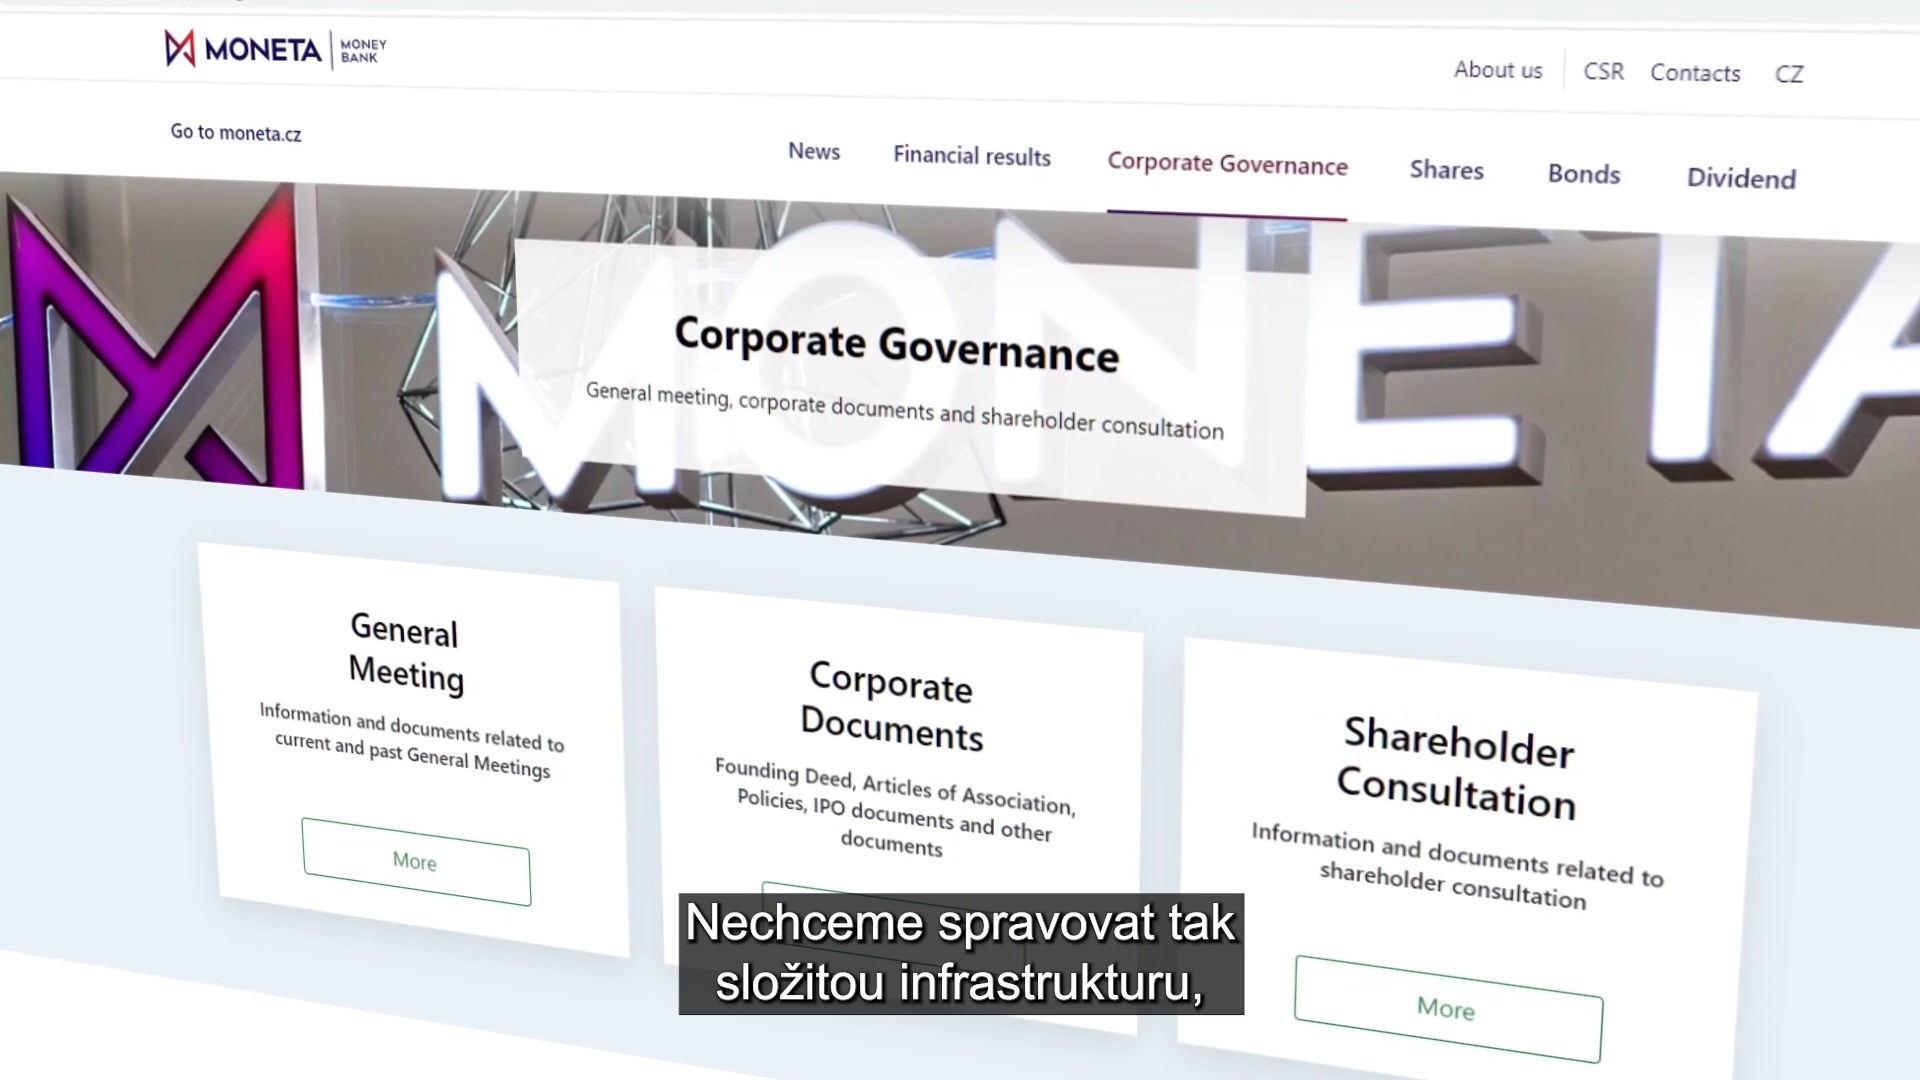 MONETA
MONEY
BANK
About us
CSR
Contacts
CZ
Go to moneta.cz
News
Financial results
Corporate Governance
Shares
Bonds
Dividend
MONETA
Corporate Governance
General meeting, corporate documents and shareholder consultation
General
Meeting
Information and documents related to
current and past General Meetings
More
Corporate
Documents
Founding Deed, Articles of Association,
Policies, IPO documents and other
documents
Shareholder
Consultation
Information and documents related to
shareholder consultation
More
Nechceme spravovat tak
složitou infrastrukturu,